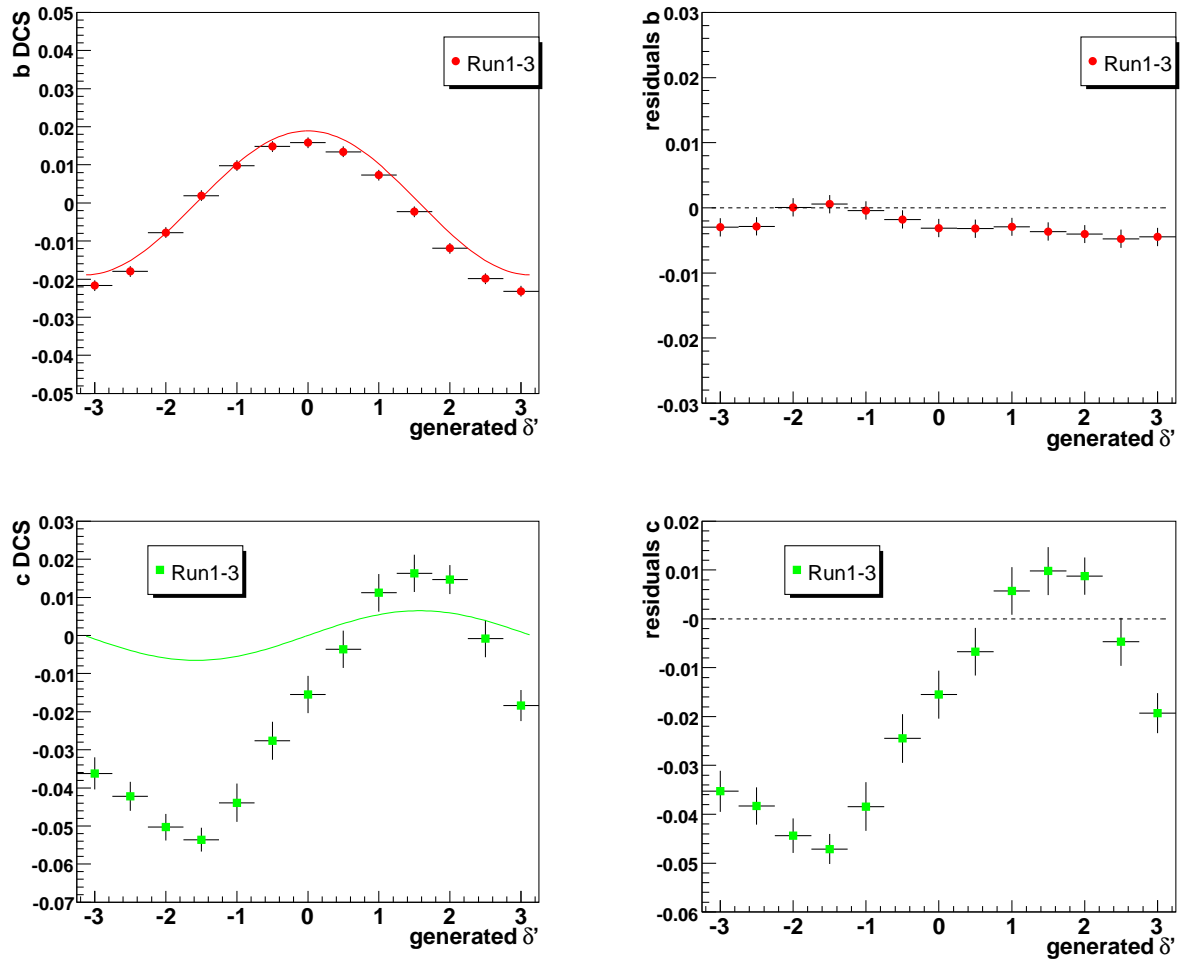 b DCS
0.05
0.04
0.03
0.02
0.01
0
-0.01
-0.02
-0.03
-0.04
-0.05
Run1-3
-3 -2 -1 0 1 2 3
generated δ’
residuals b
0.03
0.02
0.01
0
-0.01
-0.02
-0.03
Run1-3
-3 -2 -1 0 1 2 3
generated δ’
c DCS
0.03
0.02
0.01
0
-0.01
-0.02
-0.03
-0.04
-0.05
-0.06
-0.07
Run1-3
-3 -2 -1 0 1 2 3
generated δ’
residuals c
0.02
0.01
-0
-0.01
-0.02
-0.03
-0.04
-0.05
-0.06
Run1-3
-3 -2 -1 0 1 2 3
generated δ’